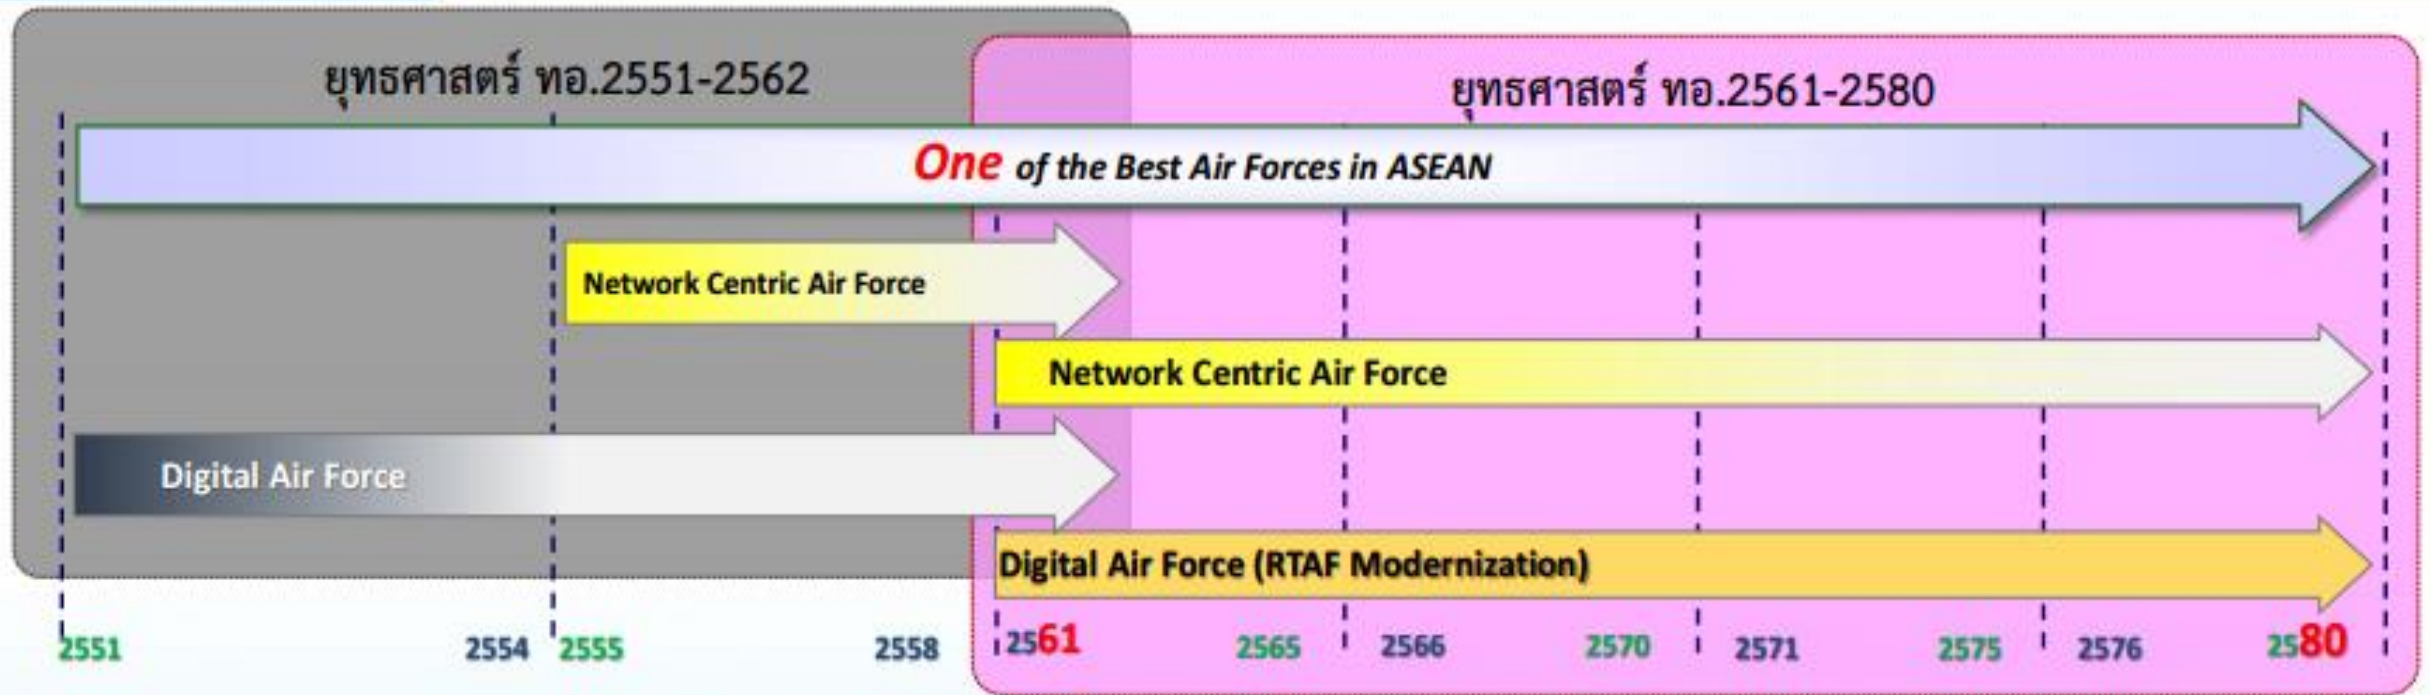 ยุทธศาสตร์ ทอ.2551-2562
ยุทธศาสตร์ ทอ.2561-2580
One of the Best Air Forces in ASEAN
Network Centric Air Force
Network Centric Air Force
Digital Air Force
Digital Air Force (RTAF Modernization)
2551 2554 2555 2558 2561 2565 2566 2570 2571 2575 2576 2580